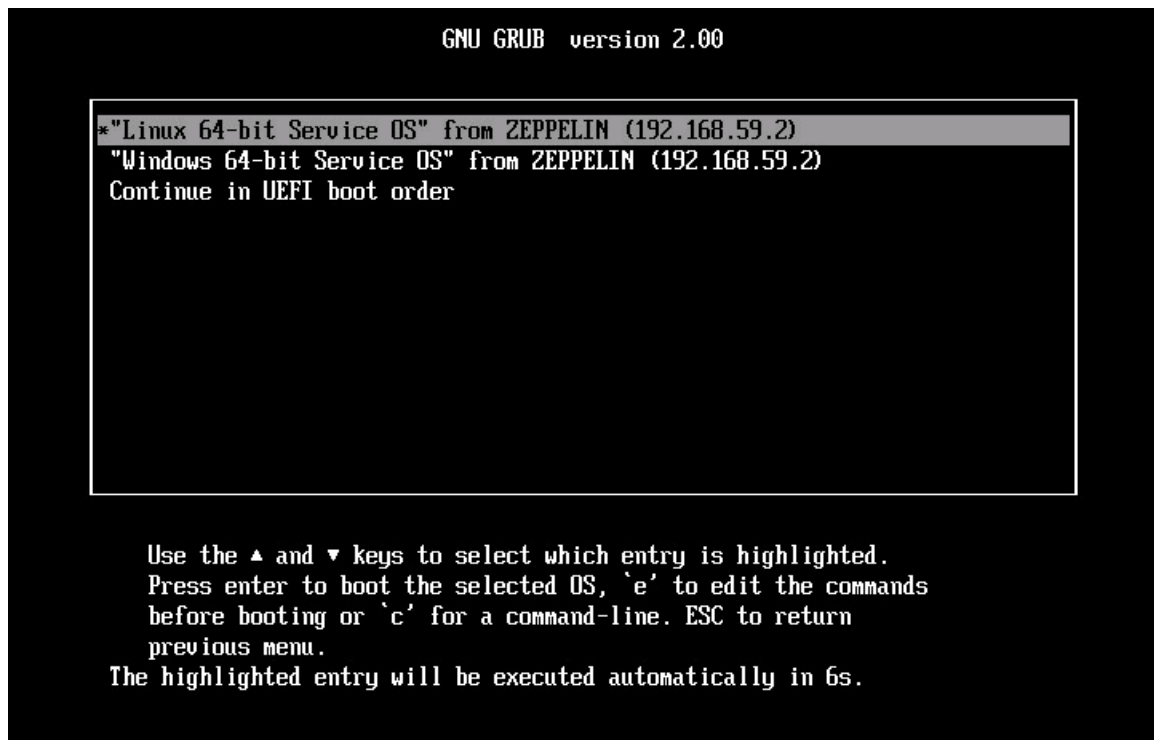 GNU GRUB  version 2.00
*"Linux 64-bit Service OS" from ZEPPELIN (192.168.59.2)
"Windows 64-bit Service OS" from ZEPPELIN (192.168.59.2)
Continue in UEFI boot order
Use the ▲ and ▼ keys to select which entry is highlighted.
Press enter to boot the selected OS, `e' to edit the commands
before booting or `c' for a command-line. ESC to return
previous menu.
The highlighted entry will be executed automatically in 6s.